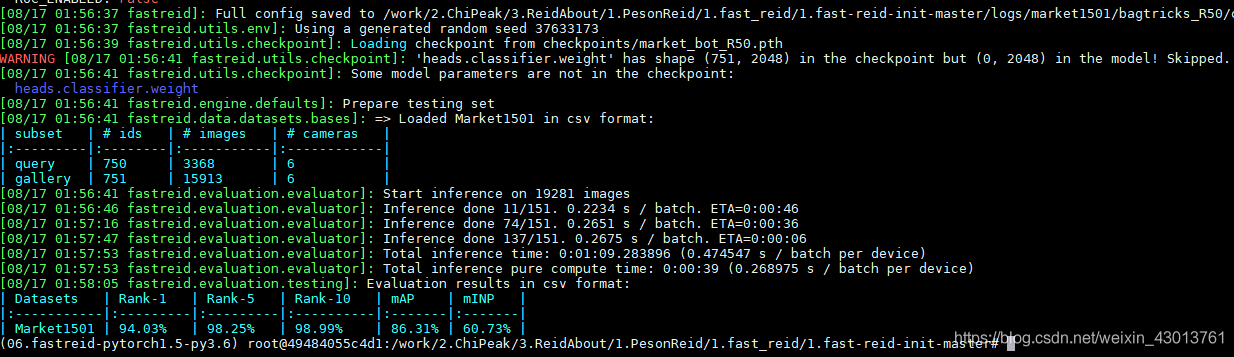 ROC_ENABLED: False
[08/17 01:56:37 fastreid]: Full config saved to /work/2.ChiPeak/3.ReidAbout/1.PesonReid/1.fast_reid/1.fast-reid-init-master/logs/market1501/bagtricks_R50/
[08/17 01:56:37 fastreid.utils.env]: Using a generated random seed 37633173
[08/17 01:56:39 fastreid.utils.checkpoint]: Loading checkpoint from checkpoints/market_bot_R50.pth
WARNING [08/17 01:56:41 fastreid.utils.checkpoint]: 'heads.classifier.weight' has shape (751, 2048) in the checkpoint but (0, 2048) in the model! Skipped.
[08/17 01:56:41 fastreid.utils.checkpoint]: Some model parameters are not in the checkpoint:
  heads.classifier.weight
[08/17 01:56:41 fastreid.engine.defaults]: Prepare testing set
[08/17 01:56:41 fastreid.data.datasets.bases]: => Loaded Market1501 in csv format:
| subset   | # ids   | # images   | # cameras   |
|:---------|:--------|:-----------|:------------|
| query    | 750     | 3368       | 6           |
| gallery  | 751     | 15913      | 6           |
[08/17 01:56:41 fastreid.evaluation.evaluator]: Start inference on 19281 images
[08/17 01:56:46 fastreid.evaluation.evaluator]: Inference done 11/151. 0.2234 s / batch. ETA=0:00:46
[08/17 01:57:16 fastreid.evaluation.evaluator]: Inference done 74/151. 0.2651 s / batch. ETA=0:00:36
[08/17 01:57:47 fastreid.evaluation.evaluator]: Inference done 137/151. 0.2675 s / batch. ETA=0:00:06
[08/17 01:57:53 fastreid.evaluation.evaluator]: Total inference time: 0:01:09.283896 (0.474547 s / batch per device)
[08/17 01:57:53 fastreid.evaluation.evaluator]: Total inference pure compute time: 0:00:39 (0.268975 s / batch per device)
[08/17 01:58:05 fastreid.evaluation.testing]: Evaluation results in csv format:
| Datasets   | Rank-1   | Rank-5   | Rank-10   | mAP    | mINP   |
|:-----------|:---------|:---------|:----------|:-------|:-------|
| Market1501 | 94.03%   | 98.25%   | 98.99%    | 86.31% | 60.73% |
(06.fastreid-pytorch1.5-py3.6) root@49484055c4d1:/work/2.ChiPeak/3.ReidAbout/1.PesonReid/1.fast_reid/1.fast-reid-init-master#
https://blog.csdn.net/weixin_43013761